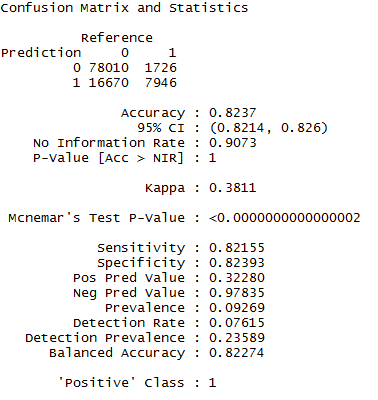 Confusion Matrix and Statistics
Reference
Prediction 0 1
0 78010 1726
1 16670 7946
Accuracy : 0.8237
95% CI : (0.8214, 0.826)
No Information Rate : 0.9073
P-Value [Acc > NIR] : 1
Kappa : 0.3811
Mcnemar's Test P-Value : <0.0000000000000002
Sensitivity : 0.82155
Specificity : 0.82393
Pos Pred Value : 0.32280
Neg Pred Value : 0.97835
Prevalence : 0.09269
Detection Rate : 0.07615
Detection Prevalence : 0.23589
Balanced Accuracy : 0.82274
'Positive' Class : 1